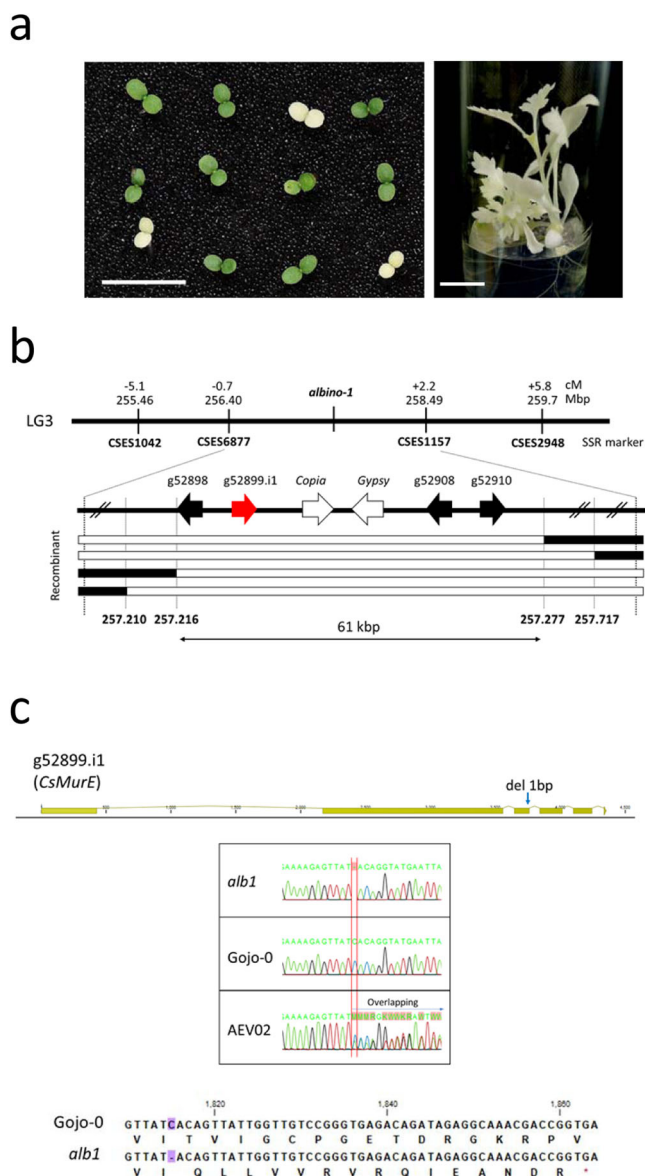 a
b
-5.1 -0.7 albino-1 +2.2 +5.8 cM
255.46 256.40 258.49 259.7 Mbp
LG3
CSES1042 CSES6877 CSES1157 CSES2948 SSR marker
g52898 g52899.i1 Copia Gypsy g52908 g52910
Recombinant
257.210 257.216 257.277 257.717
61 kbp
c
g52899.i1
(CsMurE)
del 1bp
alb1
Gojo-0
GAAAAGAGTTATCACAGGTATGAATTA
AEV02
Overlapping
1,820 1,840 1,860
Gojo-0 GTTATCACAGTTATTGGTTGTCCGGGTGAGACAGATAGAGGCAAACGACCGGTGA
V I T V I G C P G E T D R G K R P V
alb1 GTTAT-ACAGTTATTGGTTGTCCGGGTGAGACAGATAGAGGCAAACGACCGGTGA
V I Q L L V V R V R Q I E A N D R *